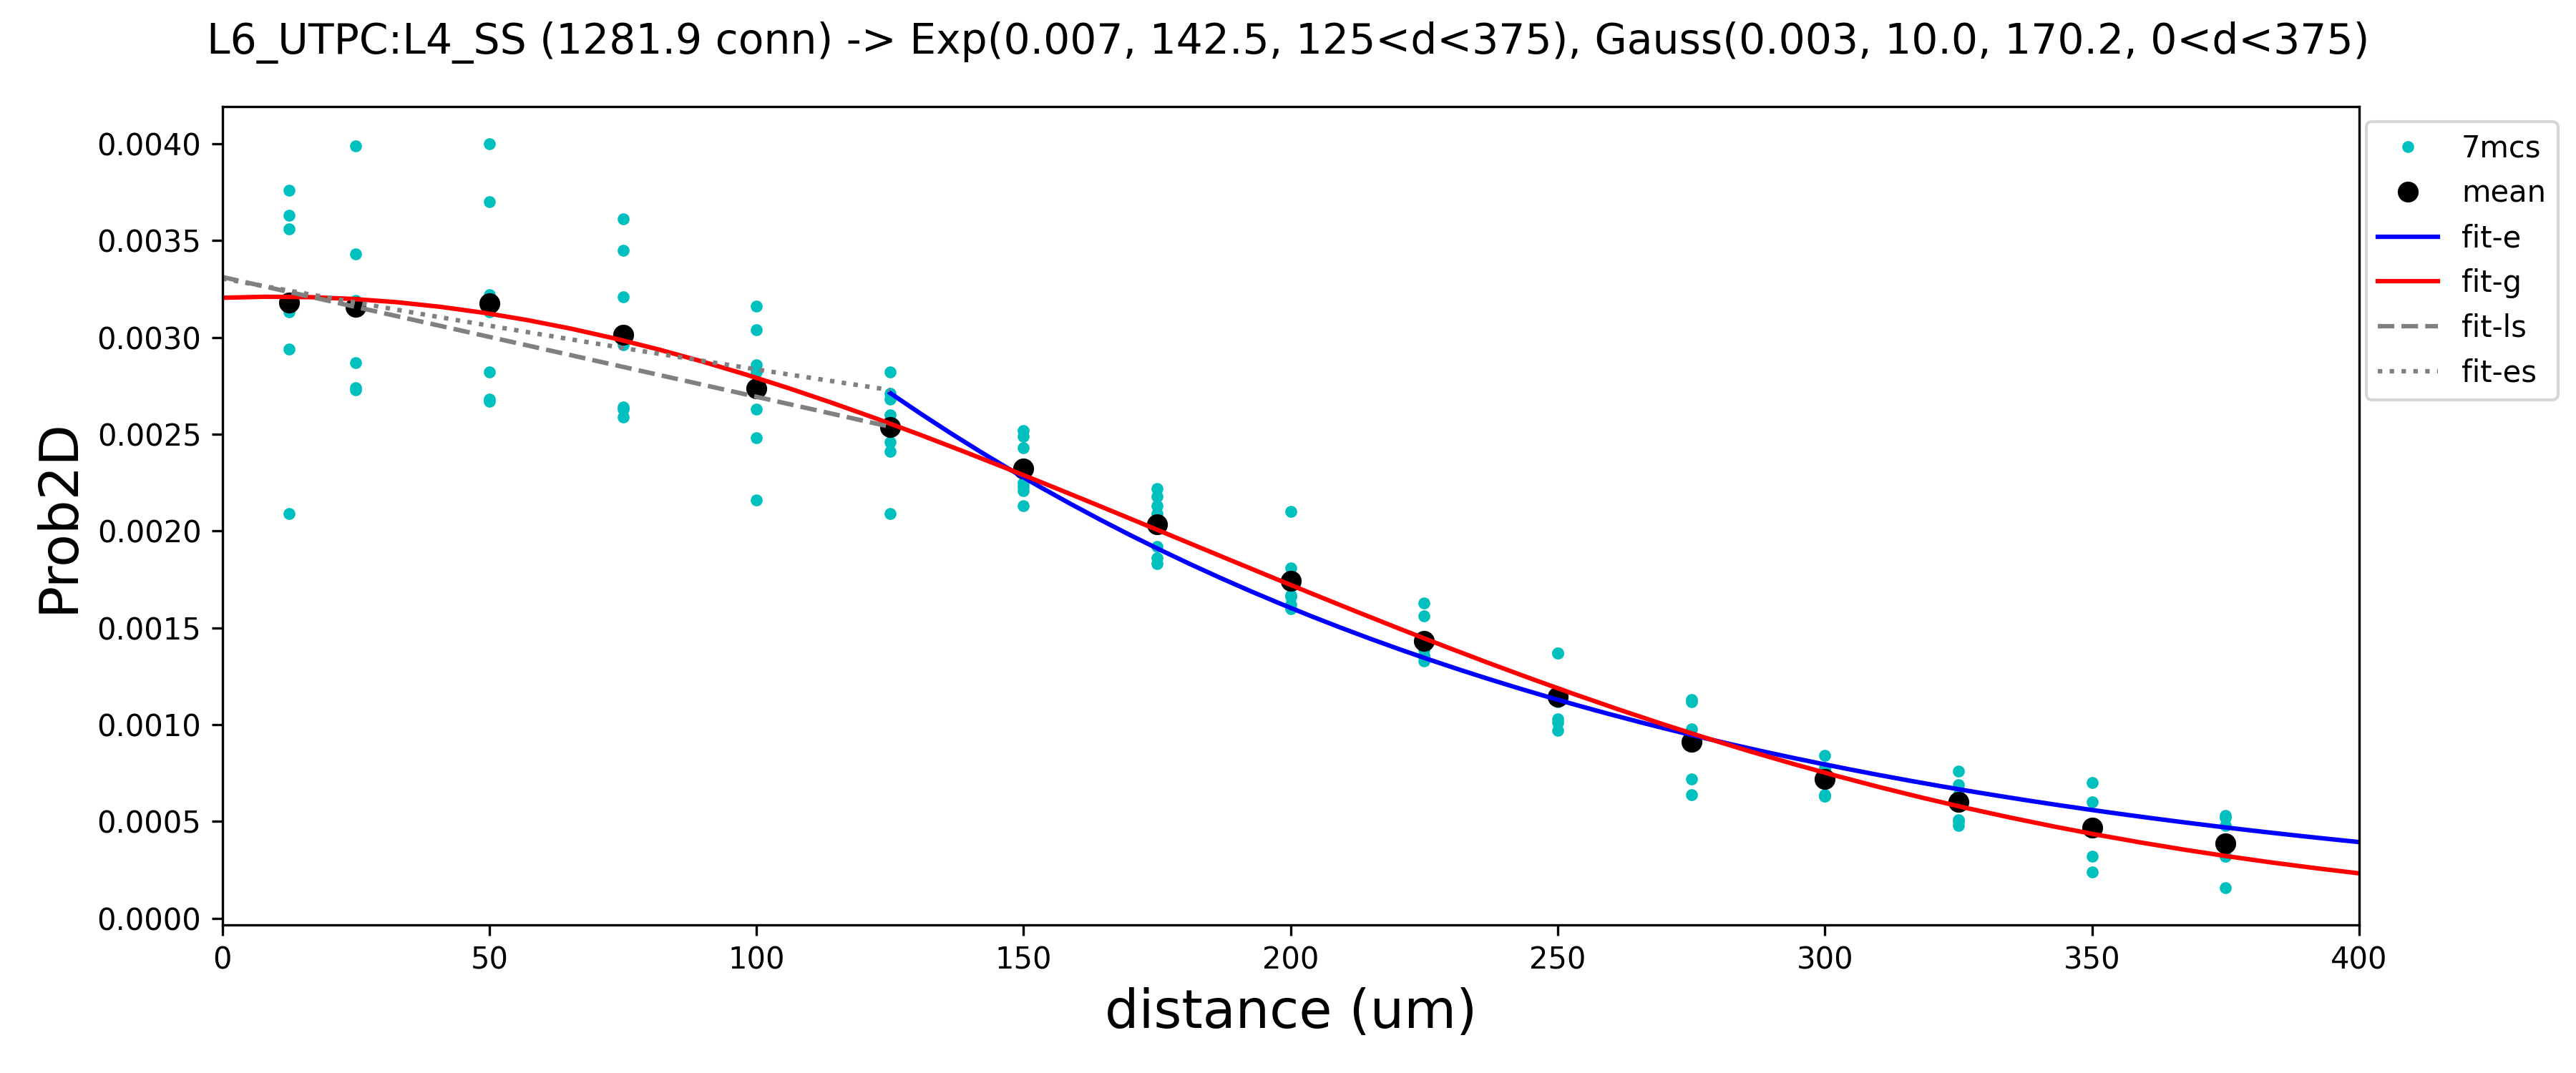 L6_UTPC:L4_SS (1281.9 conn) -> Exp(0.007, 142.5, 125<d<375), Gauss(0.003, 10.0, 170.2, 0<d<375)
0.0040
0.0035
0.0030
0.0025
0.0020
0.0015
0.0010
0.0005
0.0000
Prob2D
0 50 100 150 200 250 300 350 400
distance (um)
7mcs
mean
fit-e
fit-g
fit-ls
fit-es